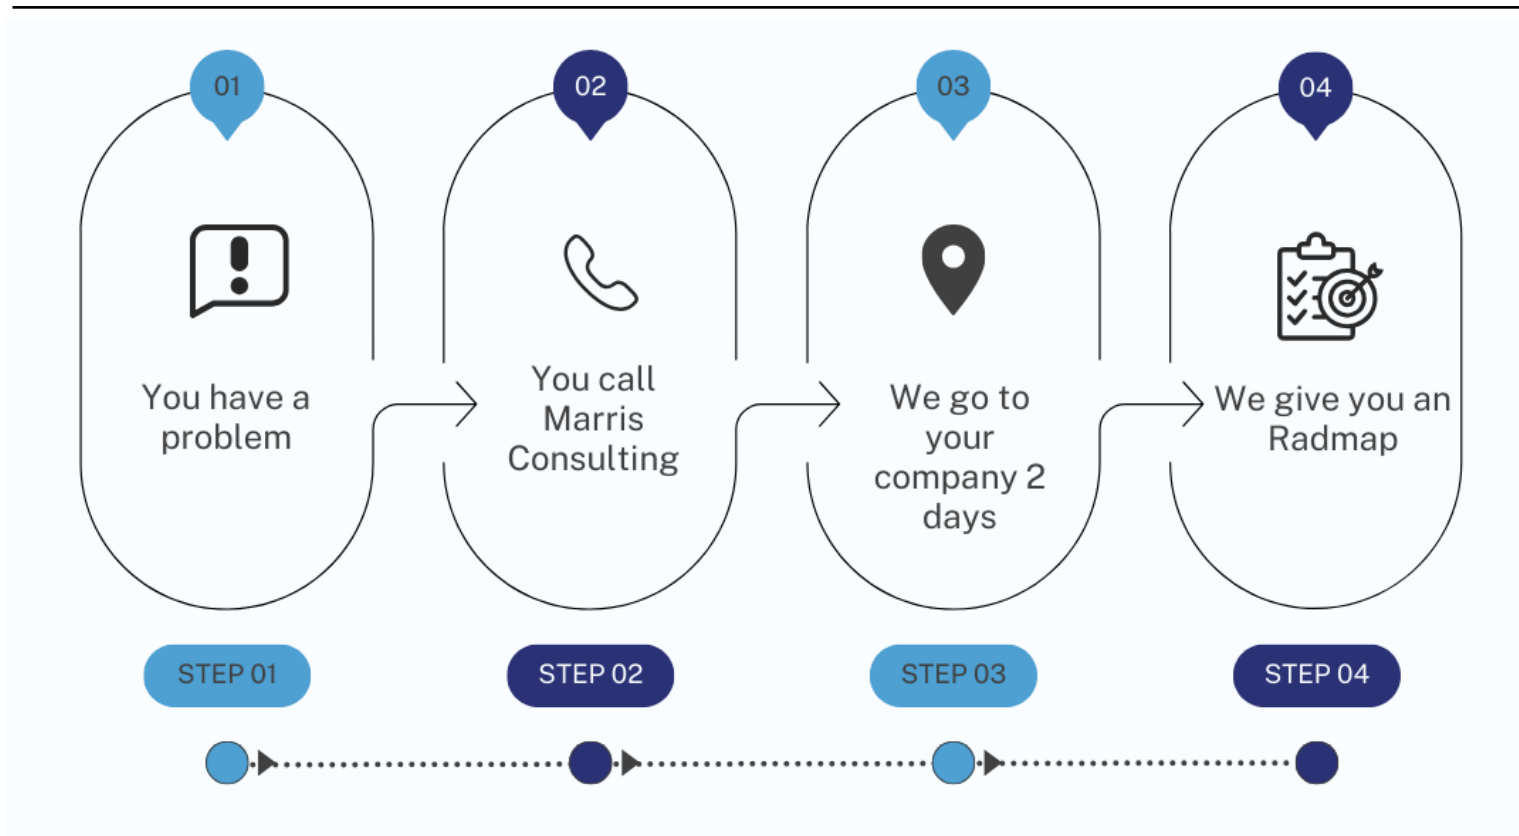 01
02
03
04
You have a
problem
You call
Marris
Consulting
We go to
your
company 2
days
We give you an
Radmap
STEP 01
STEP 02
STEP 03
STEP 04